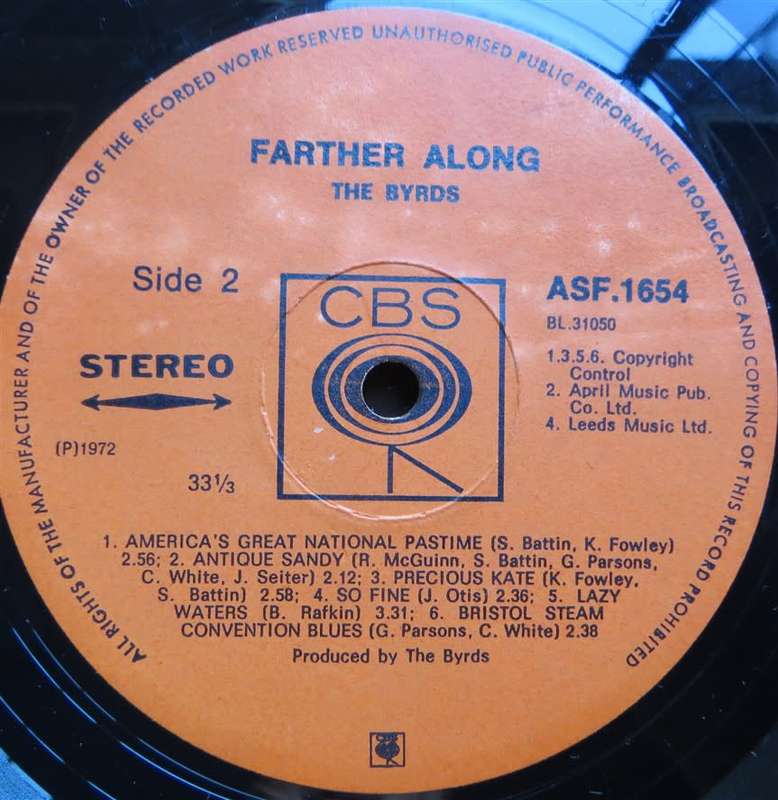 ALL RIGHTS OF THE MANUFACTURER AND OF THE OWNER OF THE RECORDED WORK RESERVED UNAUTHORISED PUBLIC PERFORMANCE BROADCASTING AND COPYING OF THIS RECORD PROHIBITED
FARTHER ALONG
THE BYRDS
Side 2
CBS
ASF.1654
BL.31050
STEREO
1.3.5.6. Copyright
Control
2. April Music Pub.
Co. Ltd.
4. Leeds Music Ltd.
(P)1972
33⅓
1. AMERICA'S GREAT NATIONAL PASTIME (S. Battin, K. Fowley)
2.56; 2. ANTIQUE SANDY (R. McGuinn, S. Battin, G. Parsons,
C. White, J. Seiter) 2.12; 3. PRECIOUS KATE (K. Fowley,
S. Battin) 2.58; 4. SO FINE (J. Otis) 2.36; 5. LAZY
WATERS (B. Rafkin) 3.31; 6. BRISTOL STEAM
CONVENTION BLUES (G. Parsons, C. White) 2.38
Produced by The Byrds